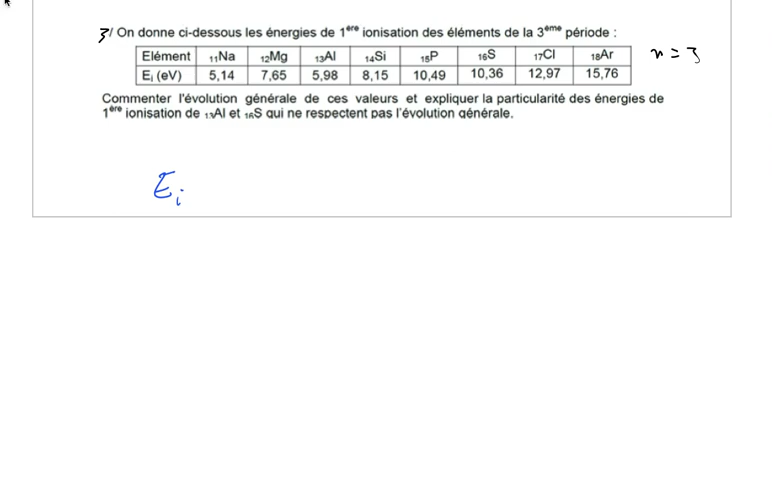 3/ On donne ci-dessous les énergies de 1ère ionisation des éléments de la 3ème période :
n = 3
Elément 11Na 12Mg 13Al 14Si 15P 16S 17Cl 18Ar
Ei (eV) 5,14 7,65 5,98 8,15 10,49 10,36 12,97 15,76
Commenter l'évolution générale de ces valeurs et expliquer la particularité des énergies de
1ère ionisation de 13Al et 16S qui ne respectent pas l'évolution générale.
Ei